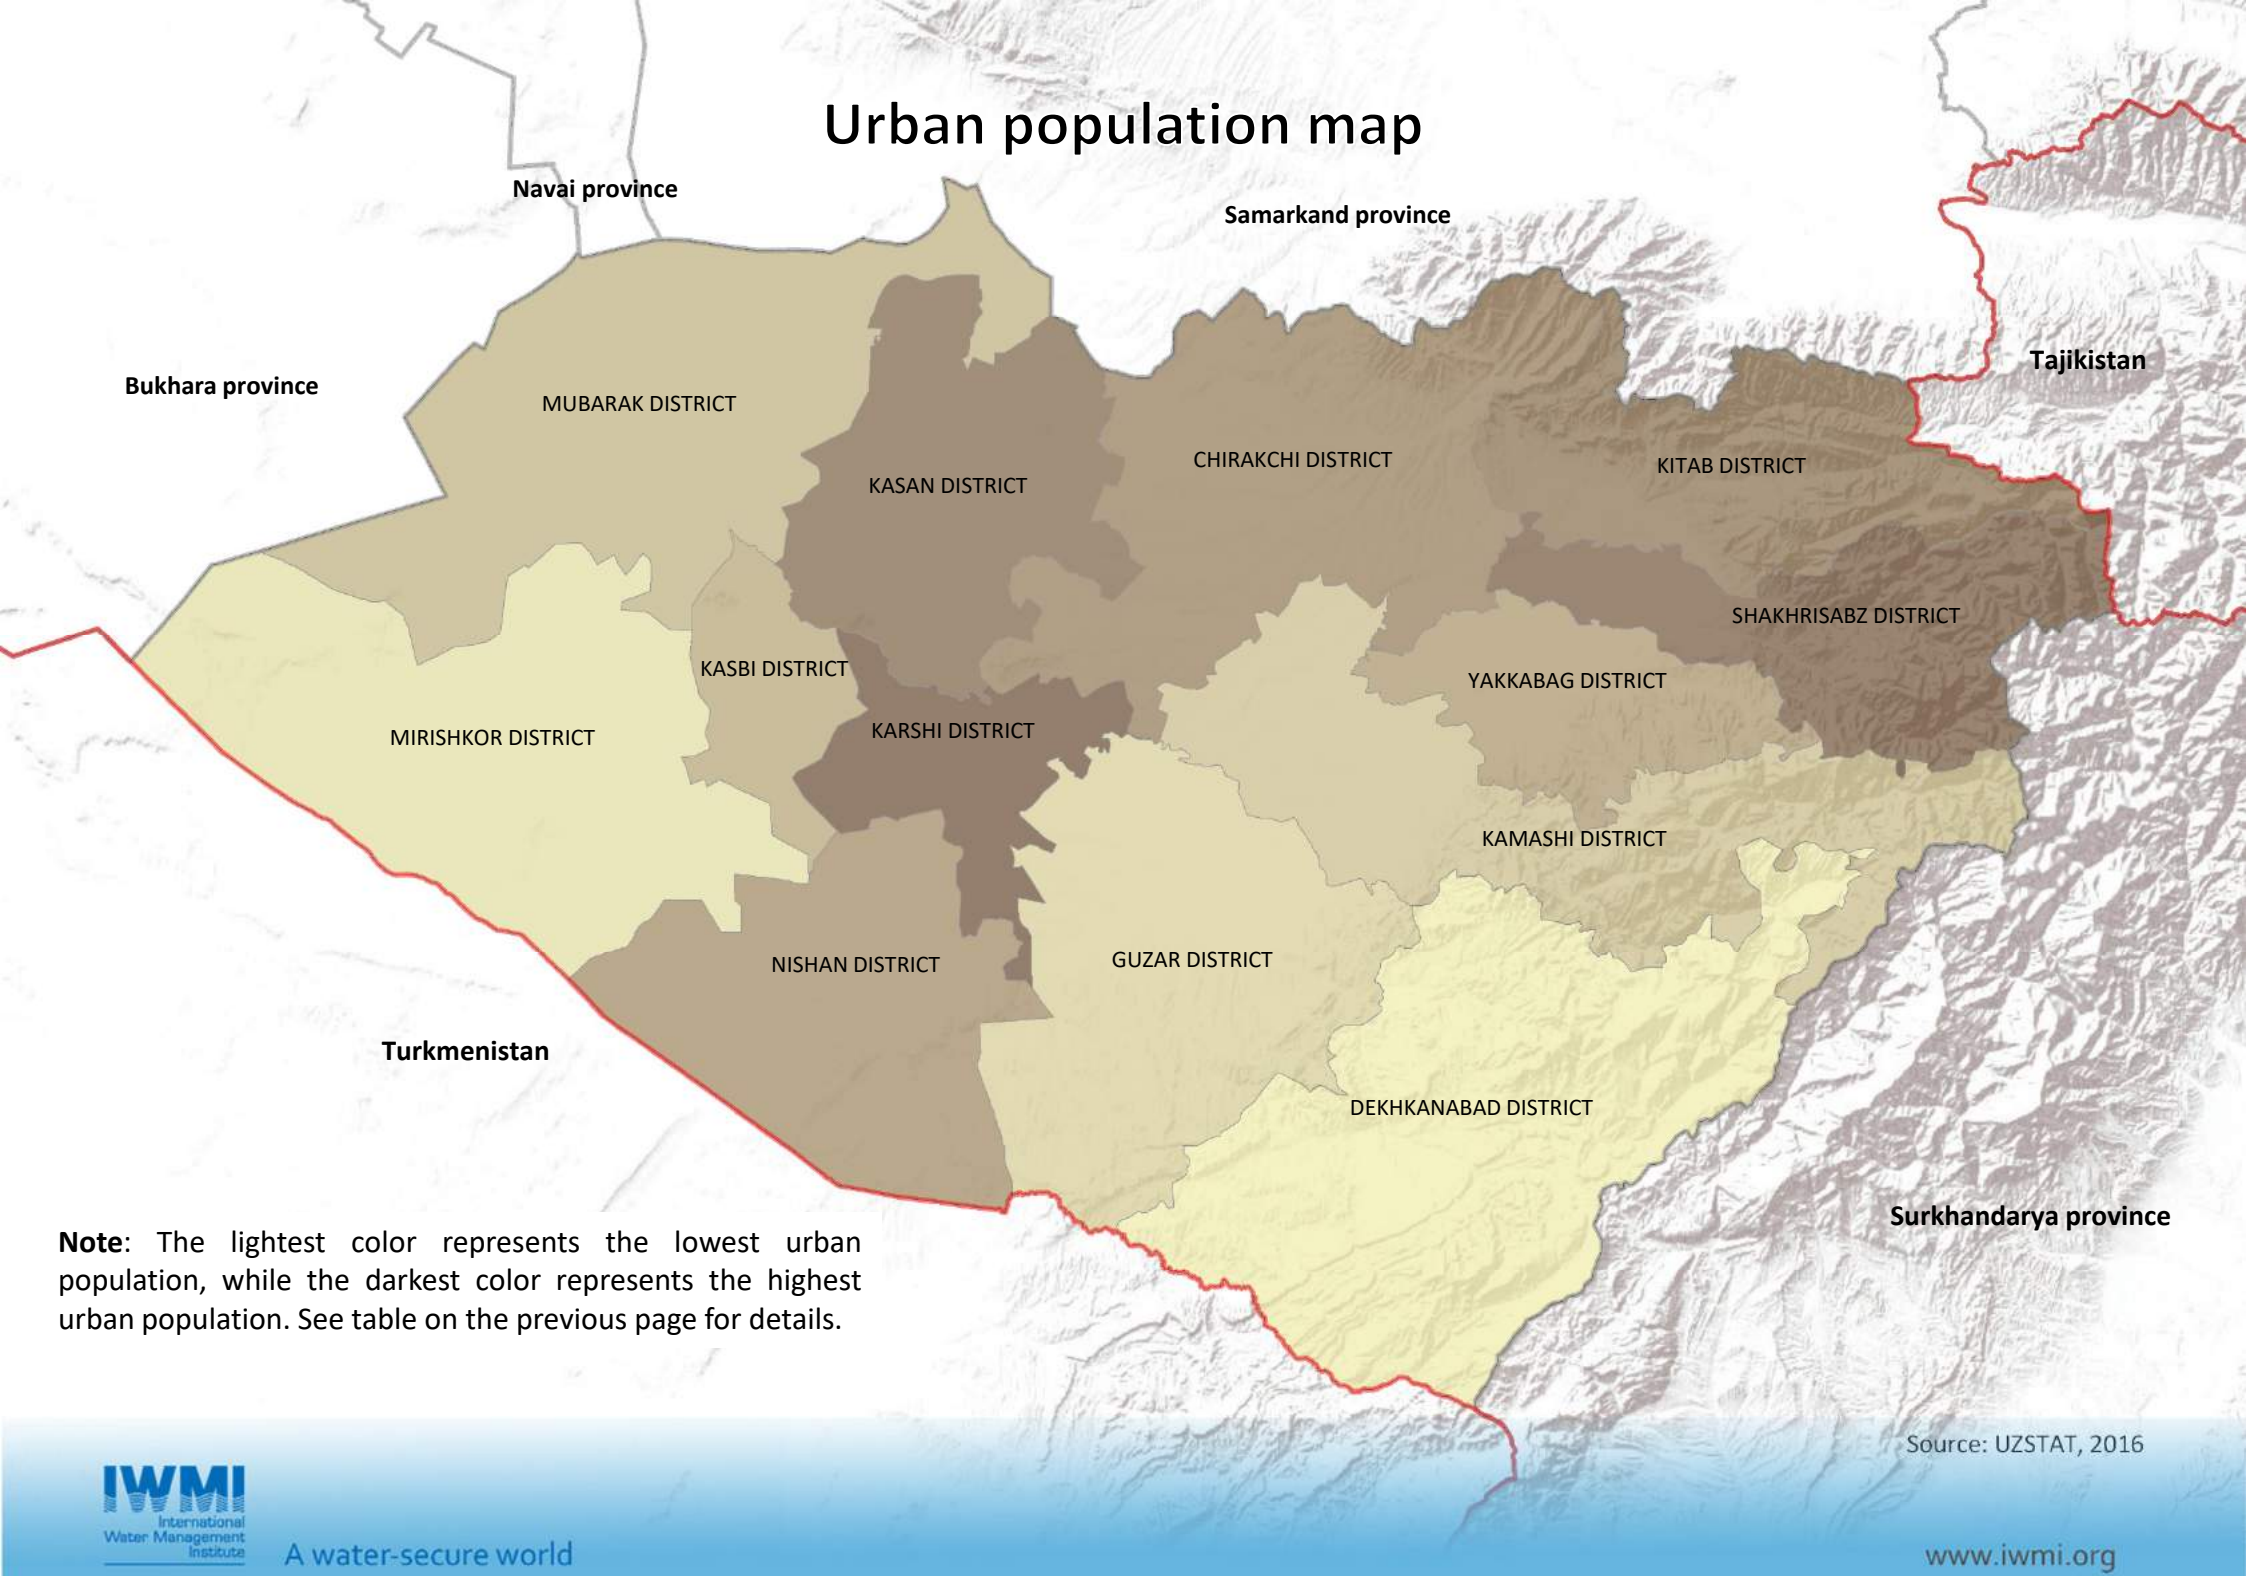 Urban population map
Navai province
Samarkand province
Tajikistan
Bukhara province
MUBARAK DISTRICT
CHIRAKCHI DISTRICT
KITAB DISTRICT
KASAN DISTRICT
SHAKHRISABZ DISTRICT
KASBI DISTRICT
YAKKABAG DISTRICT
KARSHI DISTRICT
MIRISHKOR DISTRICT
KAMASHI DISTRICT
NISHAN DISTRICT
GUZAR DISTRICT
Turkmenistan
DEKHKANABAD DISTRICT
Surkhandarya province
Note: The lightest color represents the lowest urban
population, while the darkest color represents the highest
urban population. See table on the previous page for details.
Source: UZSTAT, 2016
IWMI
International
Water Management
Institute
A water-secure world
www.iwmi.org